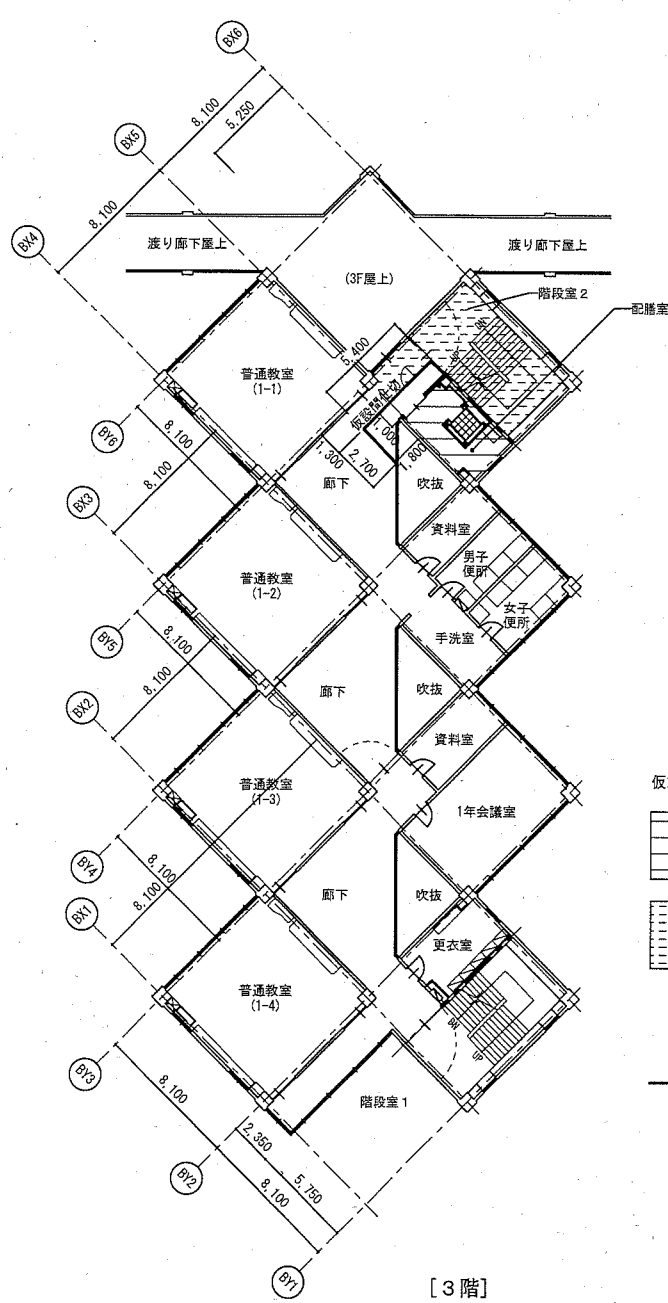 BX6
8,100
5,250
BX5
8,100
BX4
渡り廊下屋上
渡り廊下屋上
(3F屋上)
階段室2
配膳室
DN
UP
5,400
普通教室
(1-1)
仮設間仕切
1,000
1,300
2,700
1,800
BY6
8,100
8,100
廊下
吹抜
BX3
資料室
男子
便所
普通教室
(1-2)
女子
便所
手洗室
BY5
8,100
8,100
廊下
吹抜
BX2
資料室
普通教室
(1-3)
1年会議室
仮
BY4
8,100
8,100
廊下
吹抜
BX1
更衣室
普通教室
(1-4)
DN
UP
BY3
8,100
階段室1
2,350
5,750
8,100
BY2
BY1
[3階]